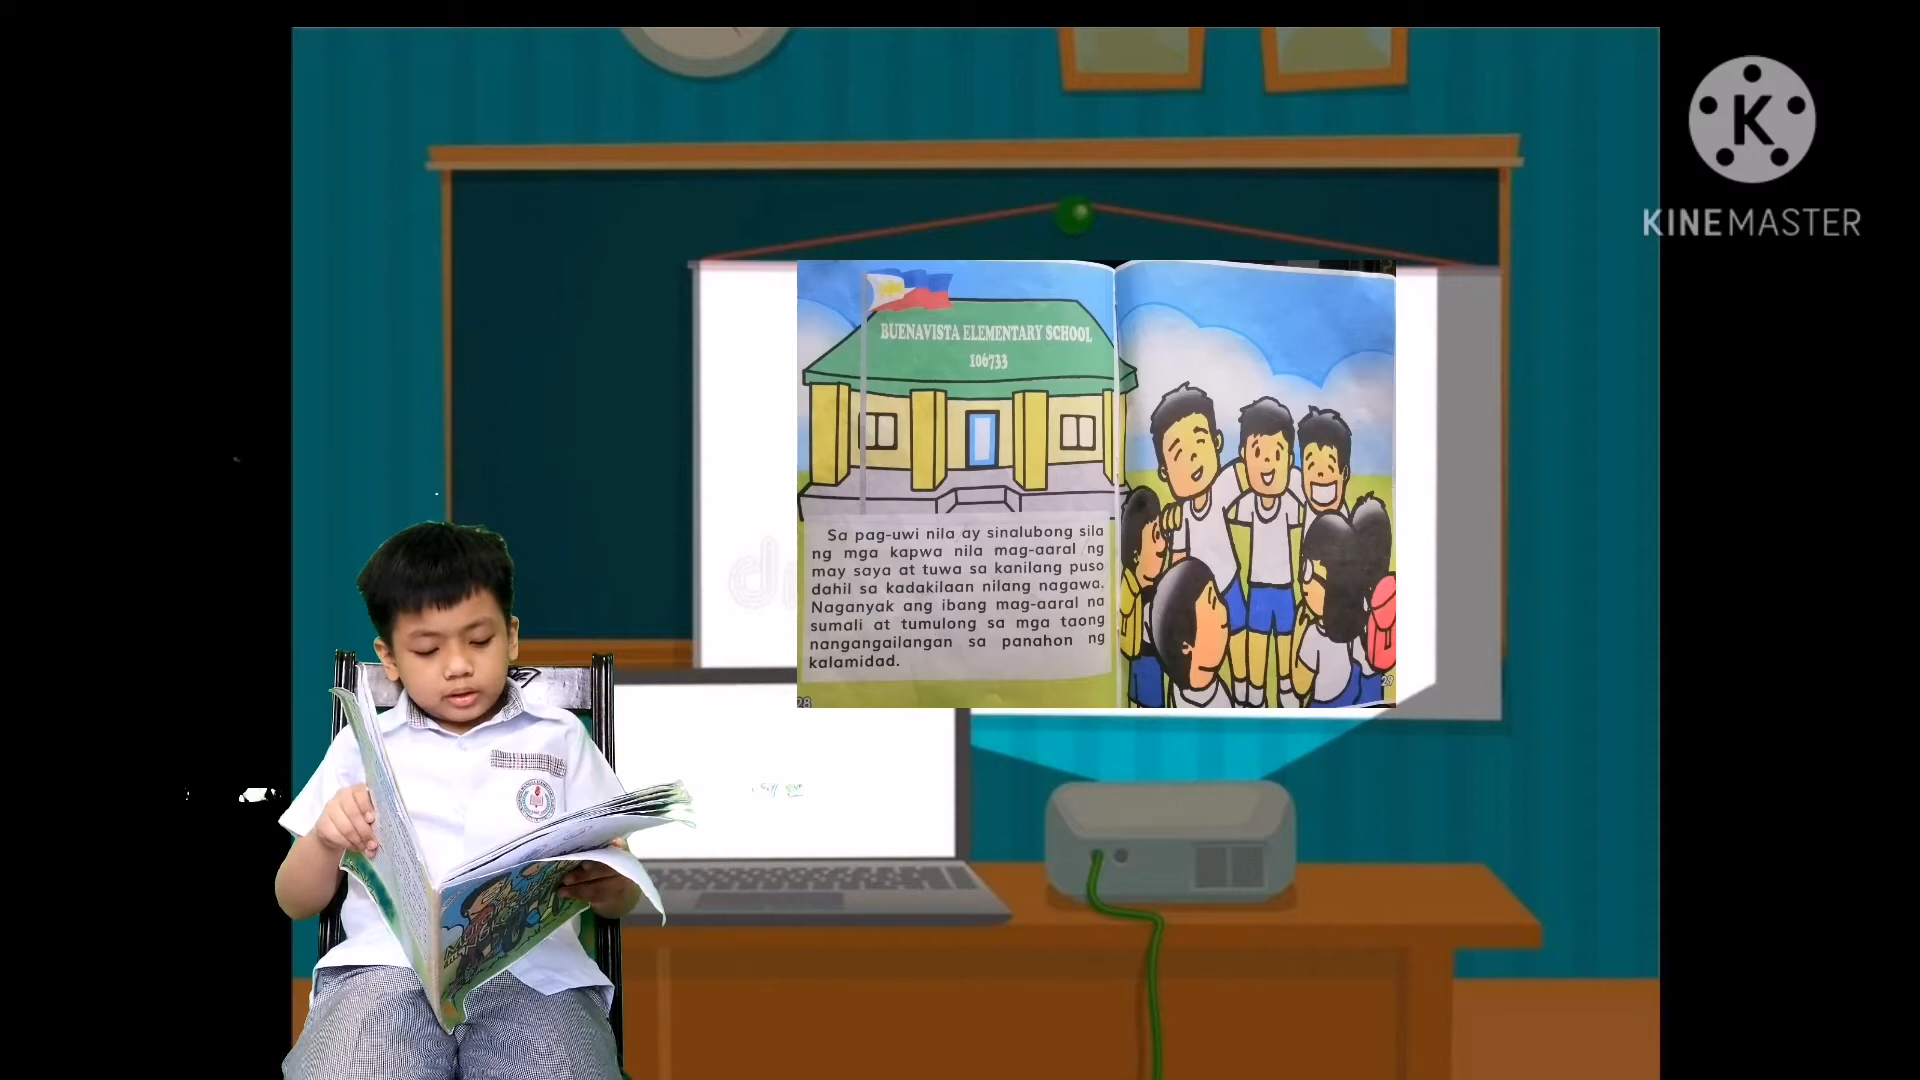 KINEMASTER
BUENAVISTA ELEMENTARY SCHOOL
106733
Sa pag-uwi nila ay sinalubong sila
ng mga kapwa nila mag-aaral ng
may saya at tuwa sa kanilang puso
dahil sa kadakilaan nilang nagawa.
Naganyak ang ibang mag-aaral na
sumali at tumulong sa mga taong
nangangailangan sa panahon ng
kalamidad.
28
29